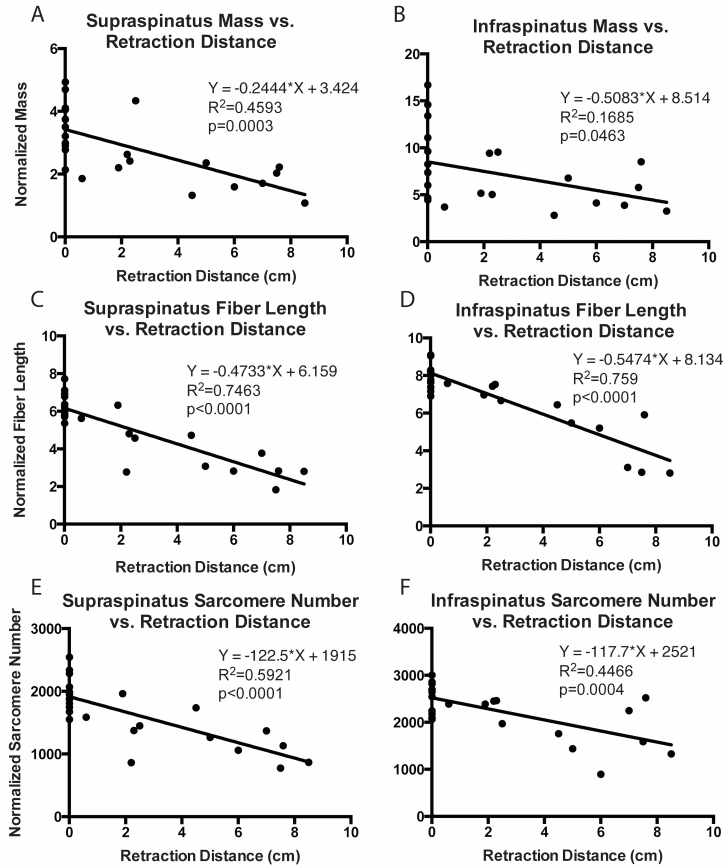 A
Supraspinatus Mass vs.
Retraction Distance
Normalized Mass
6
4
2
0
Y = -0.2444*X + 3.424
R2=0.4593
p=0.0003
0 2 4 6 8 10
Retraction Distance (cm)
B
Infraspinatus Mass vs.
Retraction Distance
20
15
10
5
0
Y = -0.5083*X + 8.514
R2=0.1685
p=0.0463
0 2 4 6 8 10
Retraction Distance (cm)
C
Supraspinatus Fiber Length
vs. Retraction Distance
Normalized Fiber Length
10
8
6
4
2
0
Y = -0.4733*X + 6.159
R2=0.7463
p<0.0001
0 2 4 6 8 10
Retraction Distance (cm)
D
Infraspinatus Fiber Length
vs. Retraction Distance
10
8
6
4
2
0
Y = -0.5474*X + 8.134
R2=0.759
p<0.0001
0 2 4 6 8 10
Retraction Distance (cm)
E
Supraspinatus Sarcomere Number
vs. Retraction Distance
Normalized Sarcomere Number
3000
2000
1000
0
Y = -122.5*X + 1915
R2=0.5921
p<0.0001
0 2 4 6 8 10
Retraction Distance (cm)
F
Infraspinatus Sarcomere Number
vs. Retraction Distance
4000
3000
2000
1000
0
Y = -117.7*X + 2521
R2=0.4466
p=0.0004
0 2 4 6 8 10
Retraction Distance (cm)